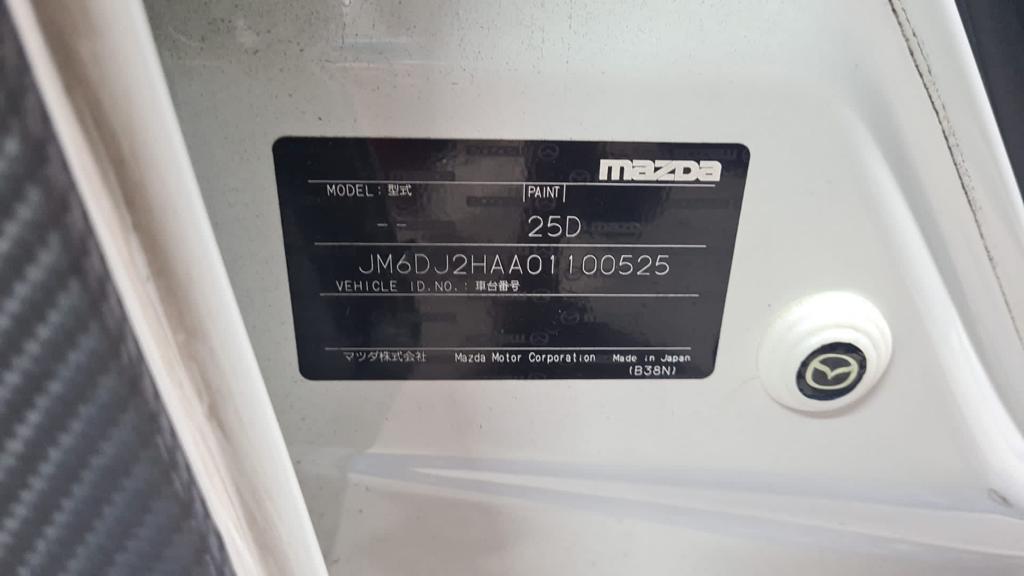 mazda
MODEL : 型式 PAINT
-- 25D
JM6DJ2HAA01100525
VEHICLE ID.NO. : 車台番号
マツダ株式会社 Mazda Motor Corporation Made in Japan
(B38N)